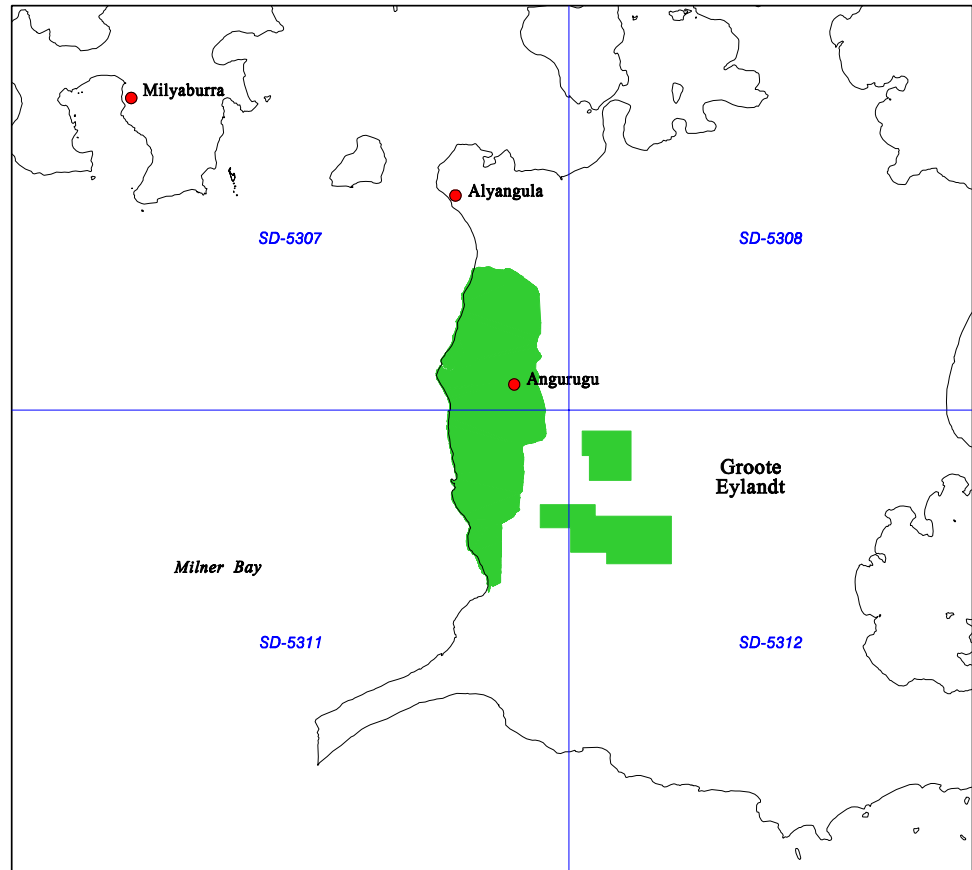 Milyaburra
Alyangula
SD-5307
SD-5308
Angurugu
Groote
Eylandt
Milner Bay
SD-5311
SD-5312